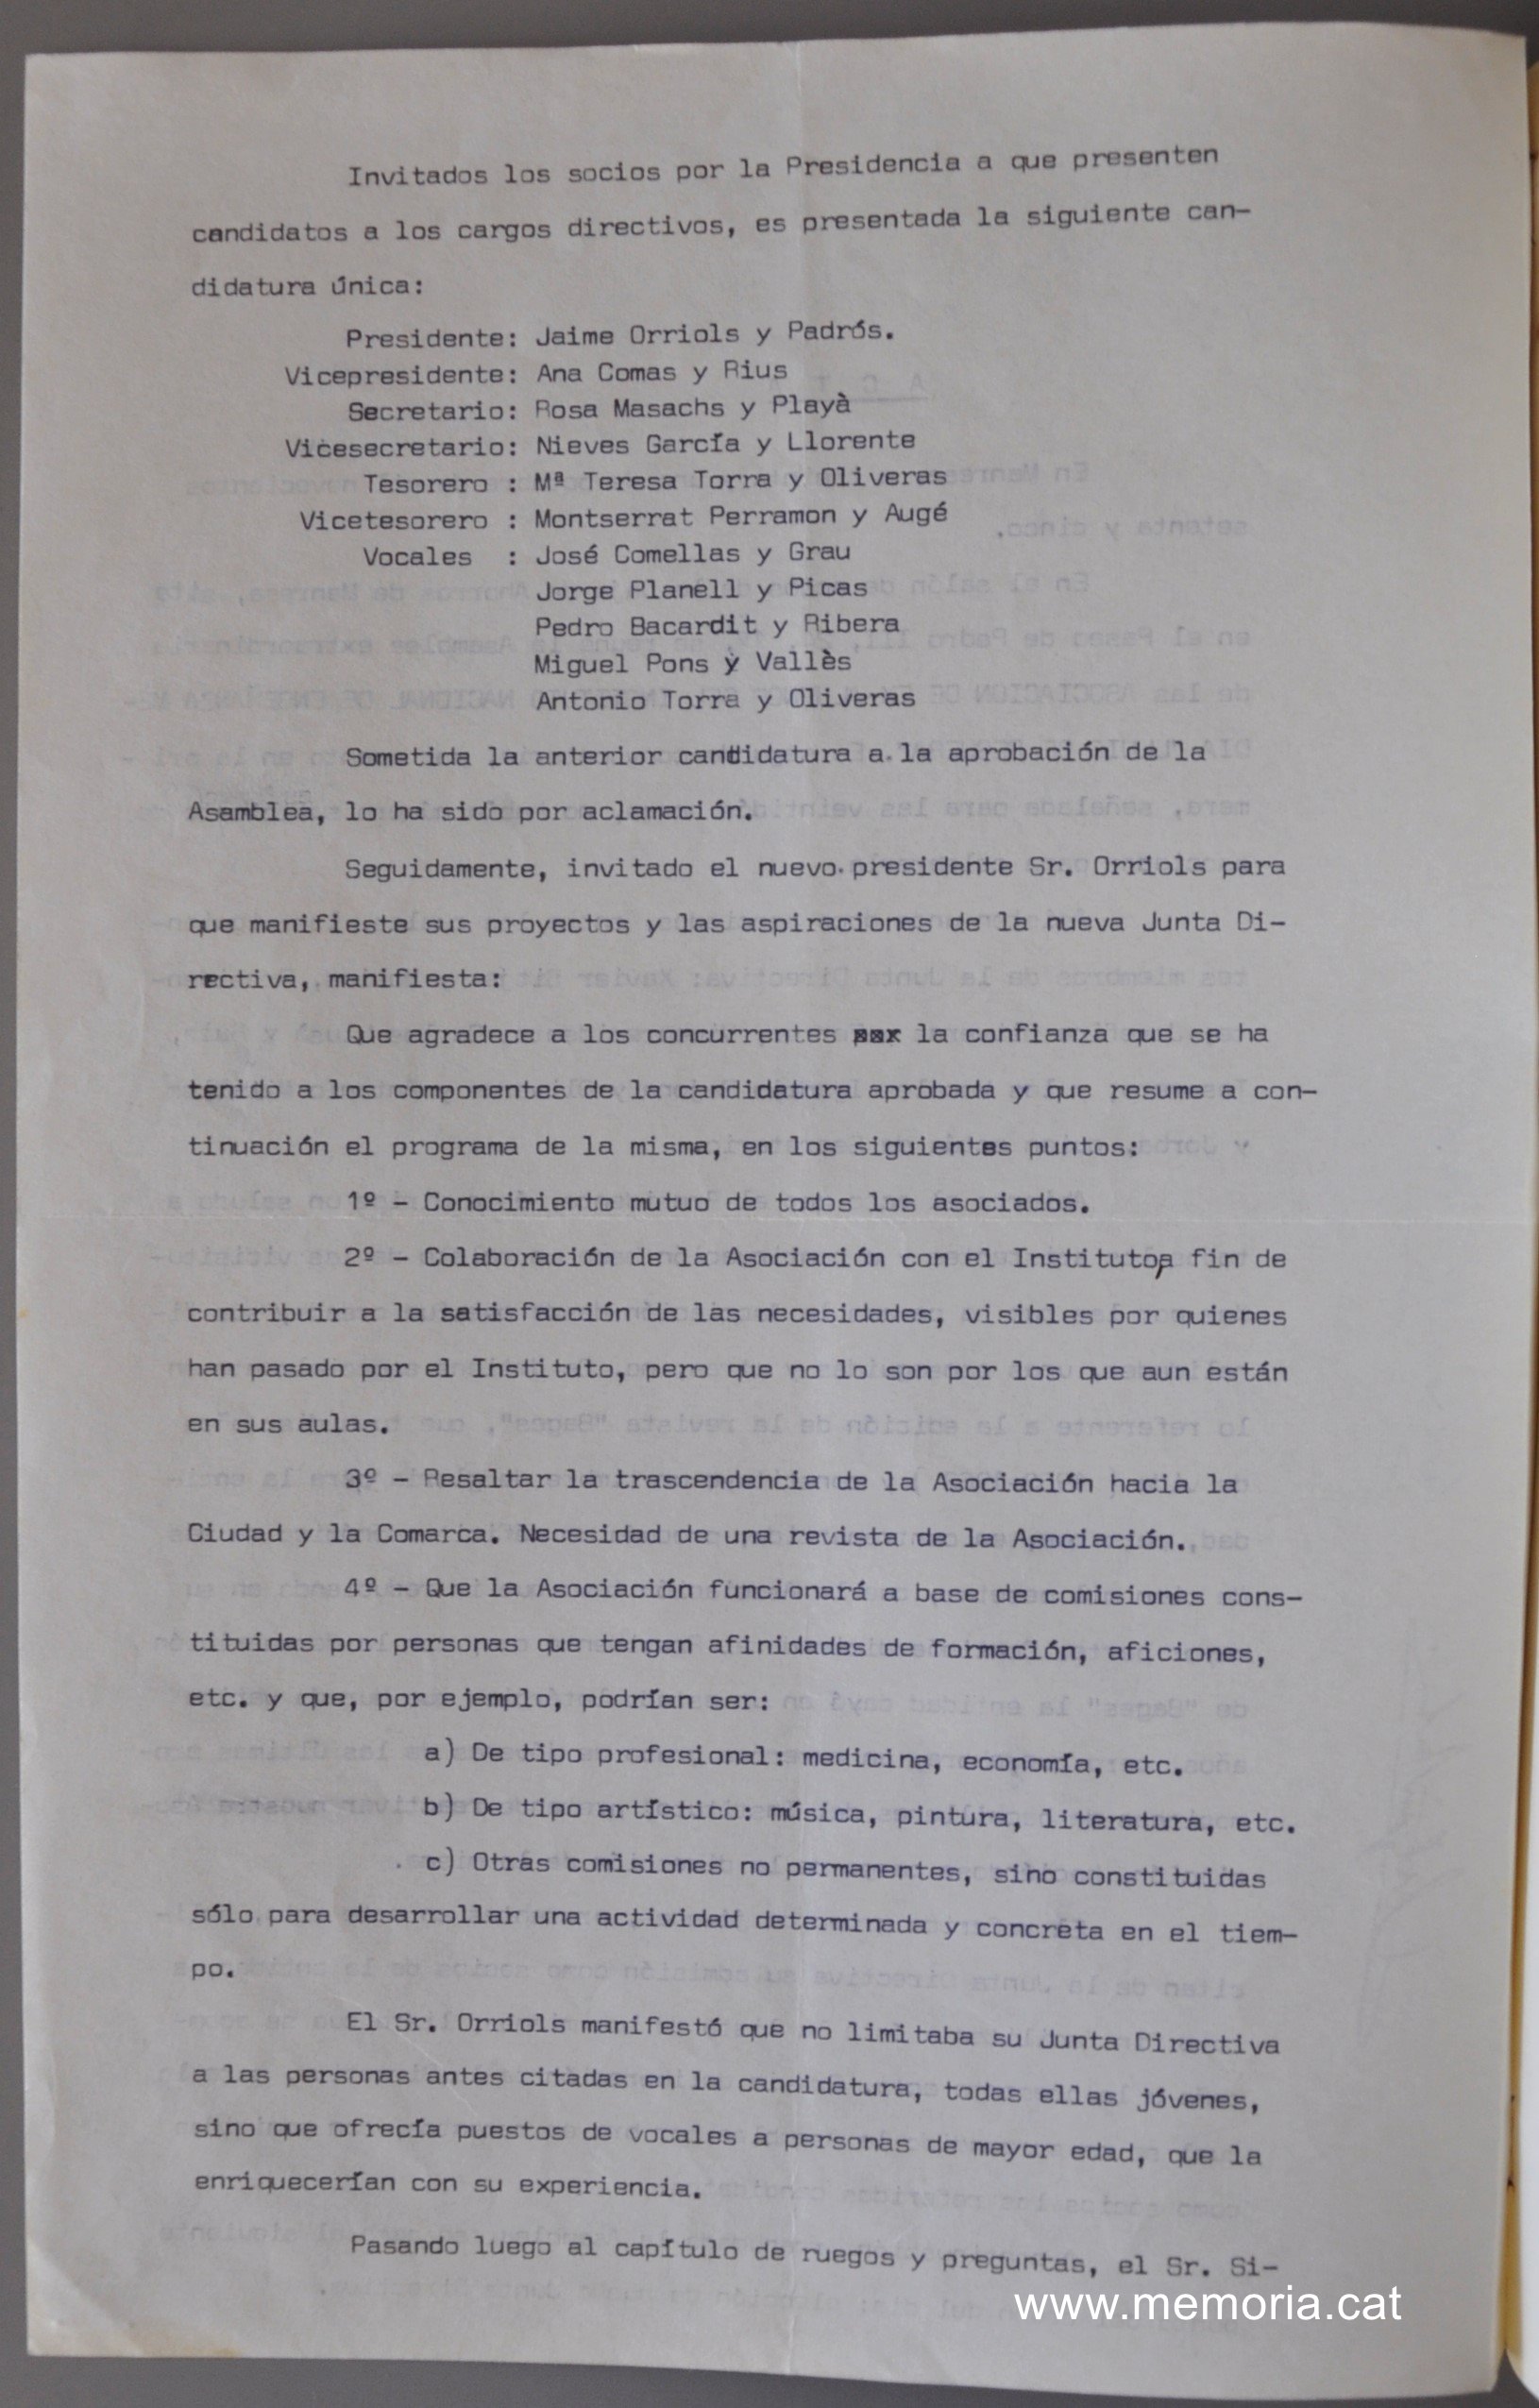 Invitados los socios por la Presidencia a que presenten
candidatos a los cargos directivos, es presentada la siguiente can-
didatura única:
Presidente: Jaime Orriols y Padrós.
Vicepresidente: Ana Comas y Rius
Secretario: Rosa Masachs y Playà
Vicesecretario: Nieves García y Llorente
Tesorero : Mª Teresa Torra y Oliveras
Vicetesorero : Montserrat Perramon y Augé
Vocales : José Comellas y Grau
Jorge Planell y Picas
Pedro Bacardit y Ribera
Miguel Pons y Vallès
Antonio Torra y Oliveras
Sometida la anterior candidatura a la aprobación de la
Asamblea, lo ha sido por aclamación.
Seguidamente, invitado el nuevo presidente Sr. Orriols para
que manifieste sus proyectos y las aspiraciones de la nueva Junta Di-
rectiva, manifiesta:
Que agradece a los concurrentes la confianza que se ha
tenido a los componentes de la candidatura aprobada y que resume a con-
tinuación el programa de la misma, en los siguientes puntos:
1º - Conocimiento mutuo de todos los asociados.
2º - Colaboración de la Asociación con el Instituto, a fin de
contribuir a la satisfacción de las necesidades, visibles por quienes
han pasado por el Instituto, pero que no lo son por los que aun están
en sus aulas.
3º - Resaltar la trascendencia de la Asociación hacia la
Ciudad y la Comarca. Necesidad de una revista de la Asociación.
4º - Que la Asociación funcionará a base de comisiones cons-
tituidas por personas que tengan afinidades de formación, aficiones,
etc. y que, por ejemplo, podrían ser:
a) De tipo profesional: medicina, economía, etc.
b) De tipo artístico: música, pintura, literatura, etc.
c) Otras comisiones no permanentes, sino constituidas
sólo para desarrollar una actividad determinada y concreta en el tiem-
po.
El Sr. Orriols manifestó que no limitaba su Junta Directiva
a las personas antes citadas en la candidatura, todas ellas jóvenes,
sino que ofrecía puestos de vocales a personas de mayor edad, que la
enriquecerían con su experiencia.
Pasando luego al capítulo de ruegos y preguntas, el Sr. Si-
www.memoria.cat